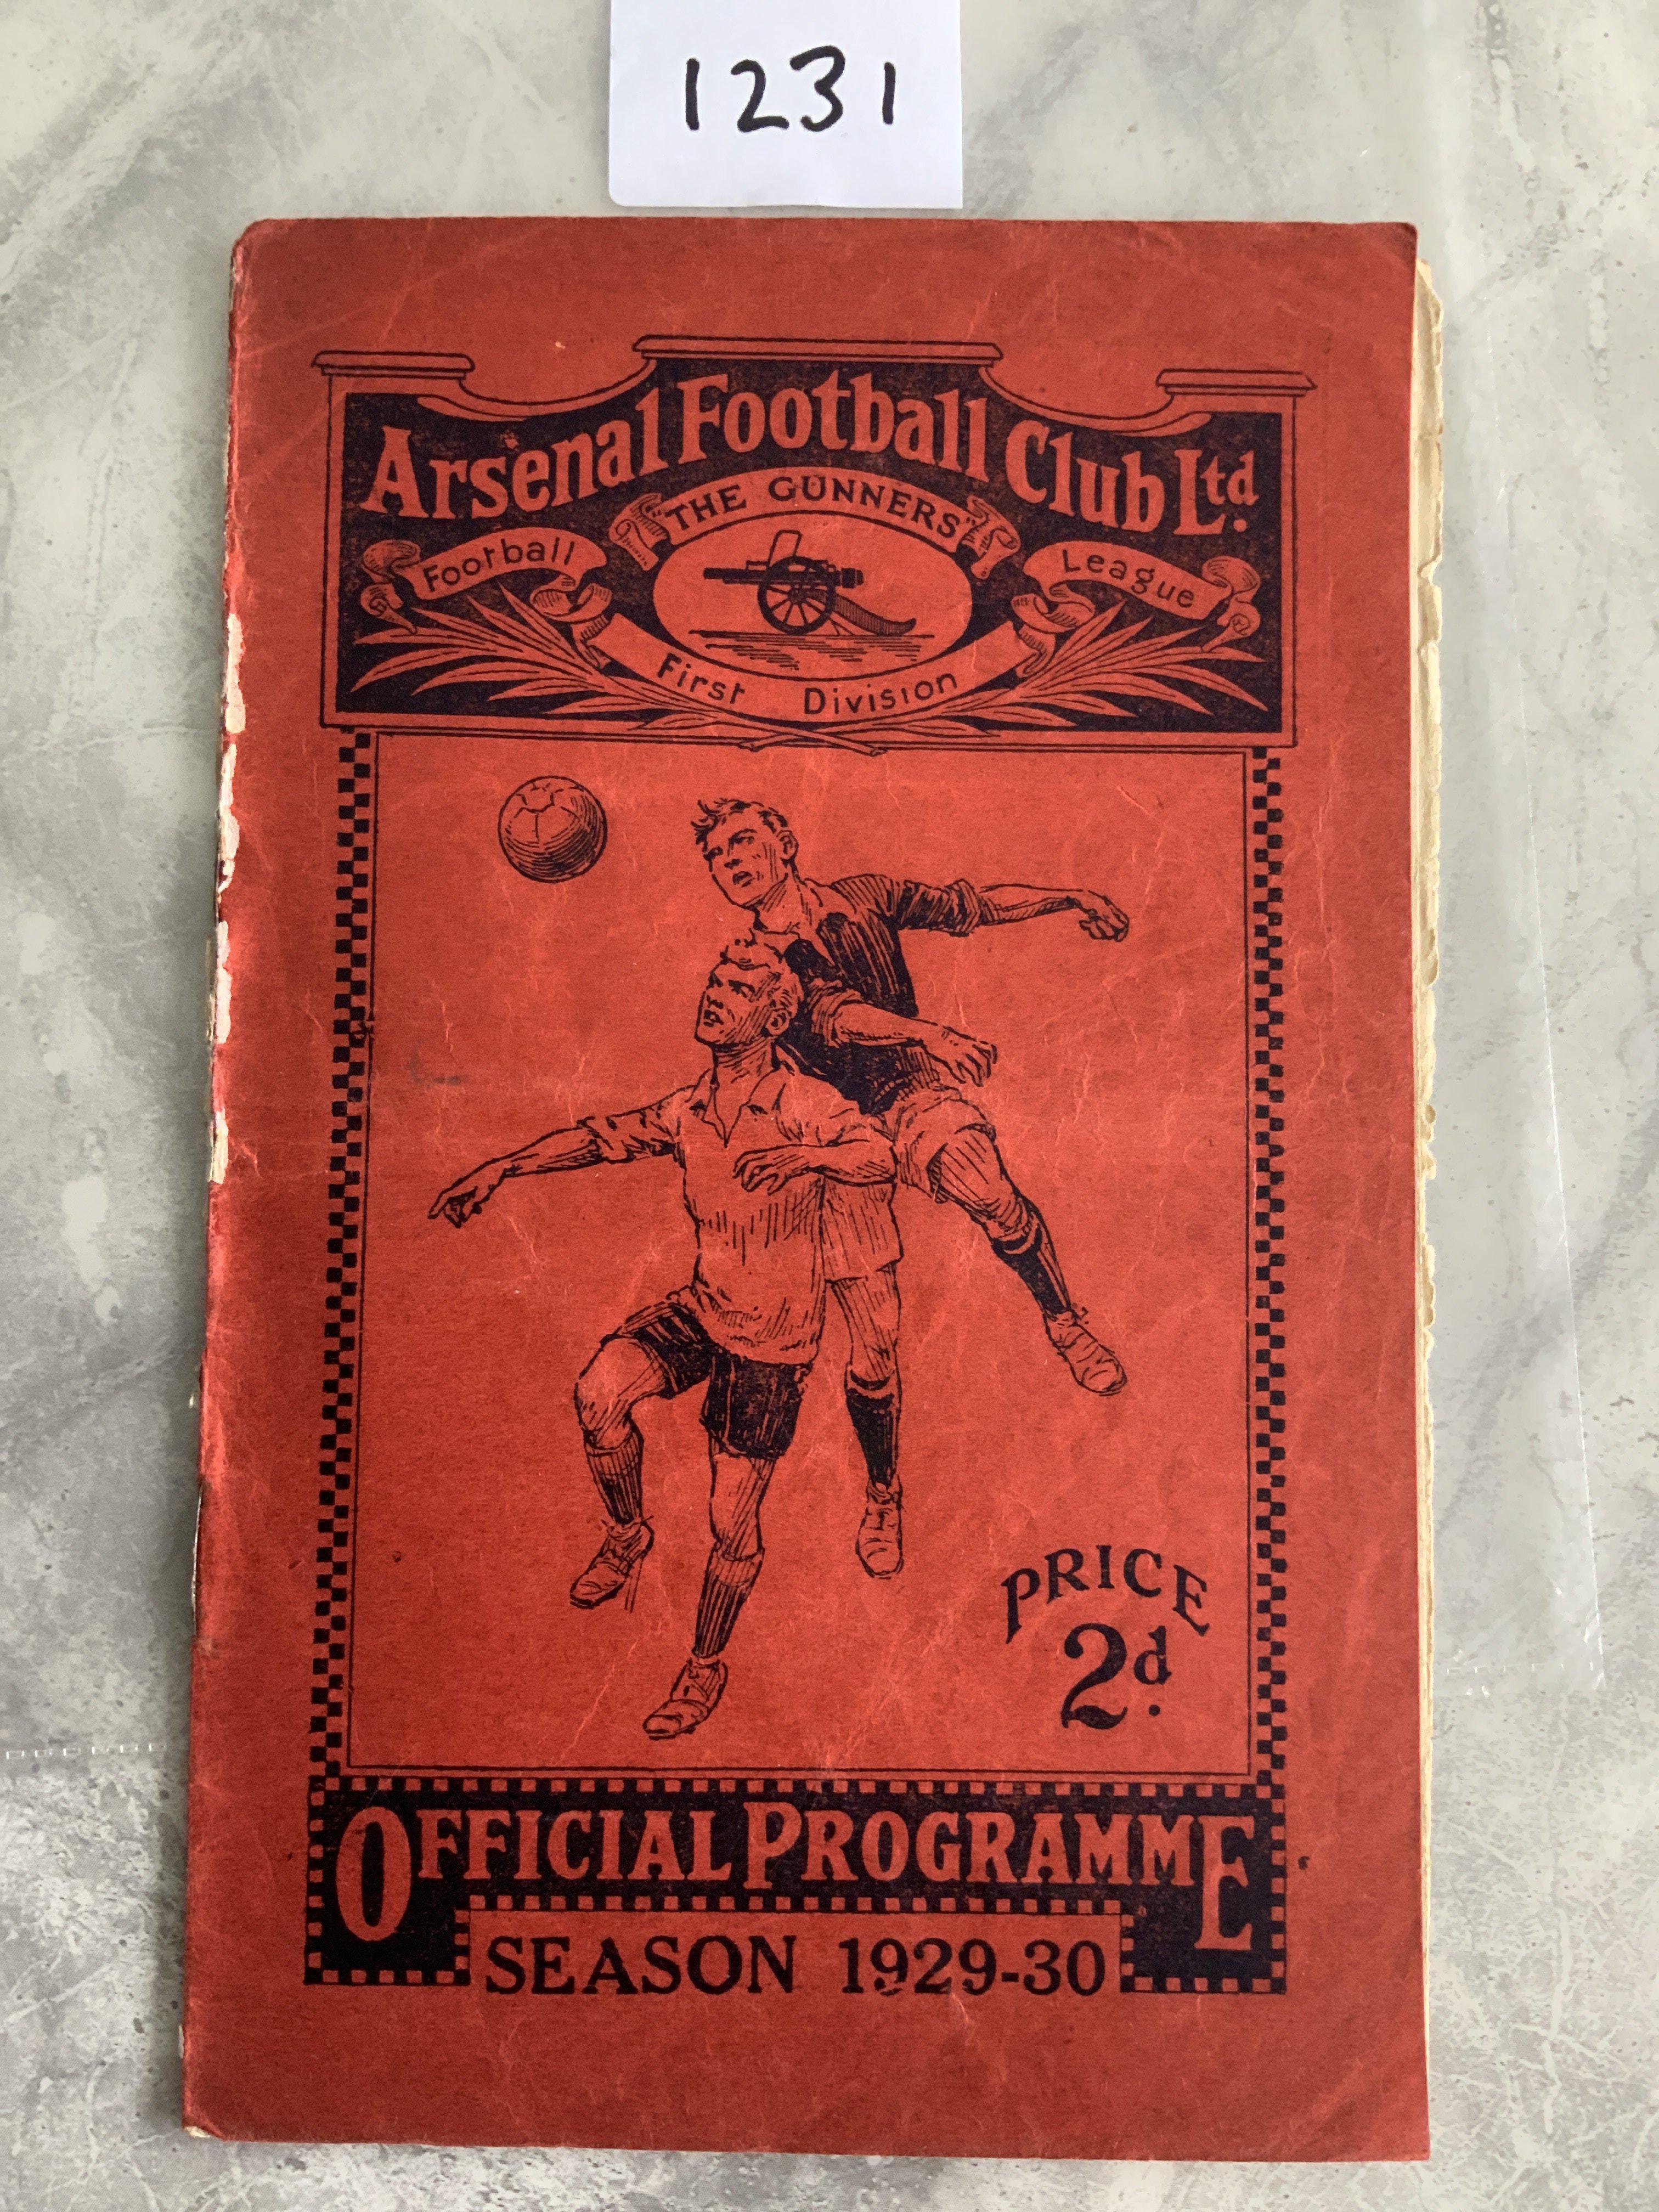 1231
Arsenal Football Club Ltd.
"THE GUNNERS"
Football League
First Division
PRICE
2d.
OFFICIAL PROGRAMME
SEASON 1929-30